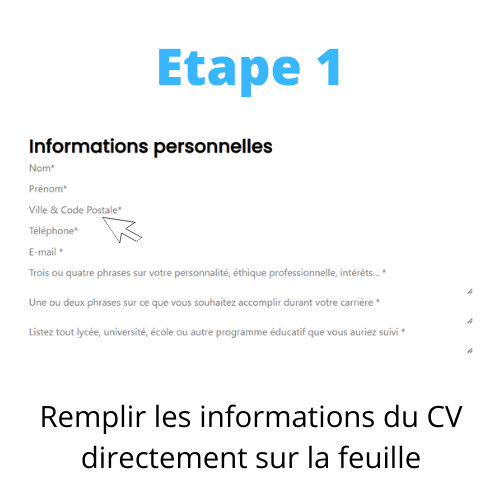 Etape 1
Informations personnelles
Nom*
Prénom*
Ville & Code Postale*
Téléphone*
E-mail *
Trois ou quatre phrases sur votre personnalité, éthique professionnelle, intérêts... *
Une ou deux phrases sur ce que vous souhaitez accomplir durant votre carrière *
Listez tout lycée, université, école ou autre programme éducatif que vous auriez suivi *
Remplir les informations du CV
directement sur la feuille